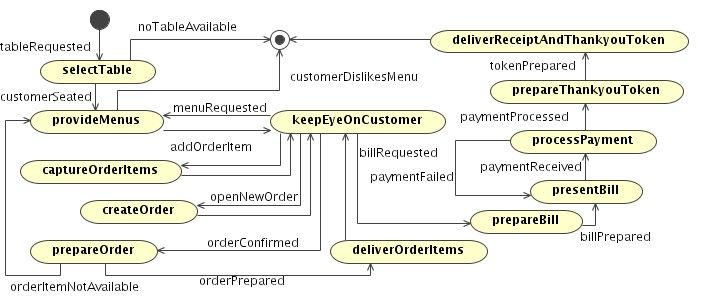 noTableAvailable
tableRequested
deliverReceiptAndThankyouToken
selectTable
tokenPrepared
customerDislikesMenu
customerSeated
prepareThankyouToken
menuRequested
provideMenus
keepEyeOnCustomer
paymentProcessed
processPayment
addOrderItem
billRequested
captureOrderItems
paymentFailed
paymentReceived
presentBill
openNewOrder
createOrder
prepareBill
billPrepared
orderConfirmed
prepareOrder
deliverOrderItems
orderItemNotAvailable
orderPrepared